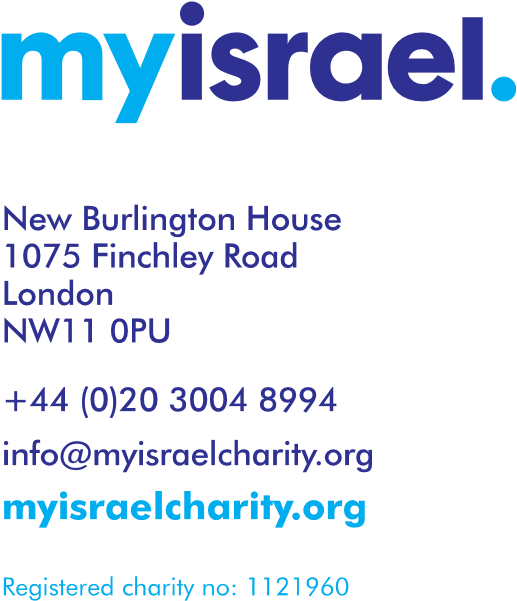 myisrael.
New Burlington House
1075 Finchley Road
London
NW11 0PU
+44 (0)20 3004 8994
info@myisraelcharity.org
myisraelcharity.org
Registered charity no: 1121960